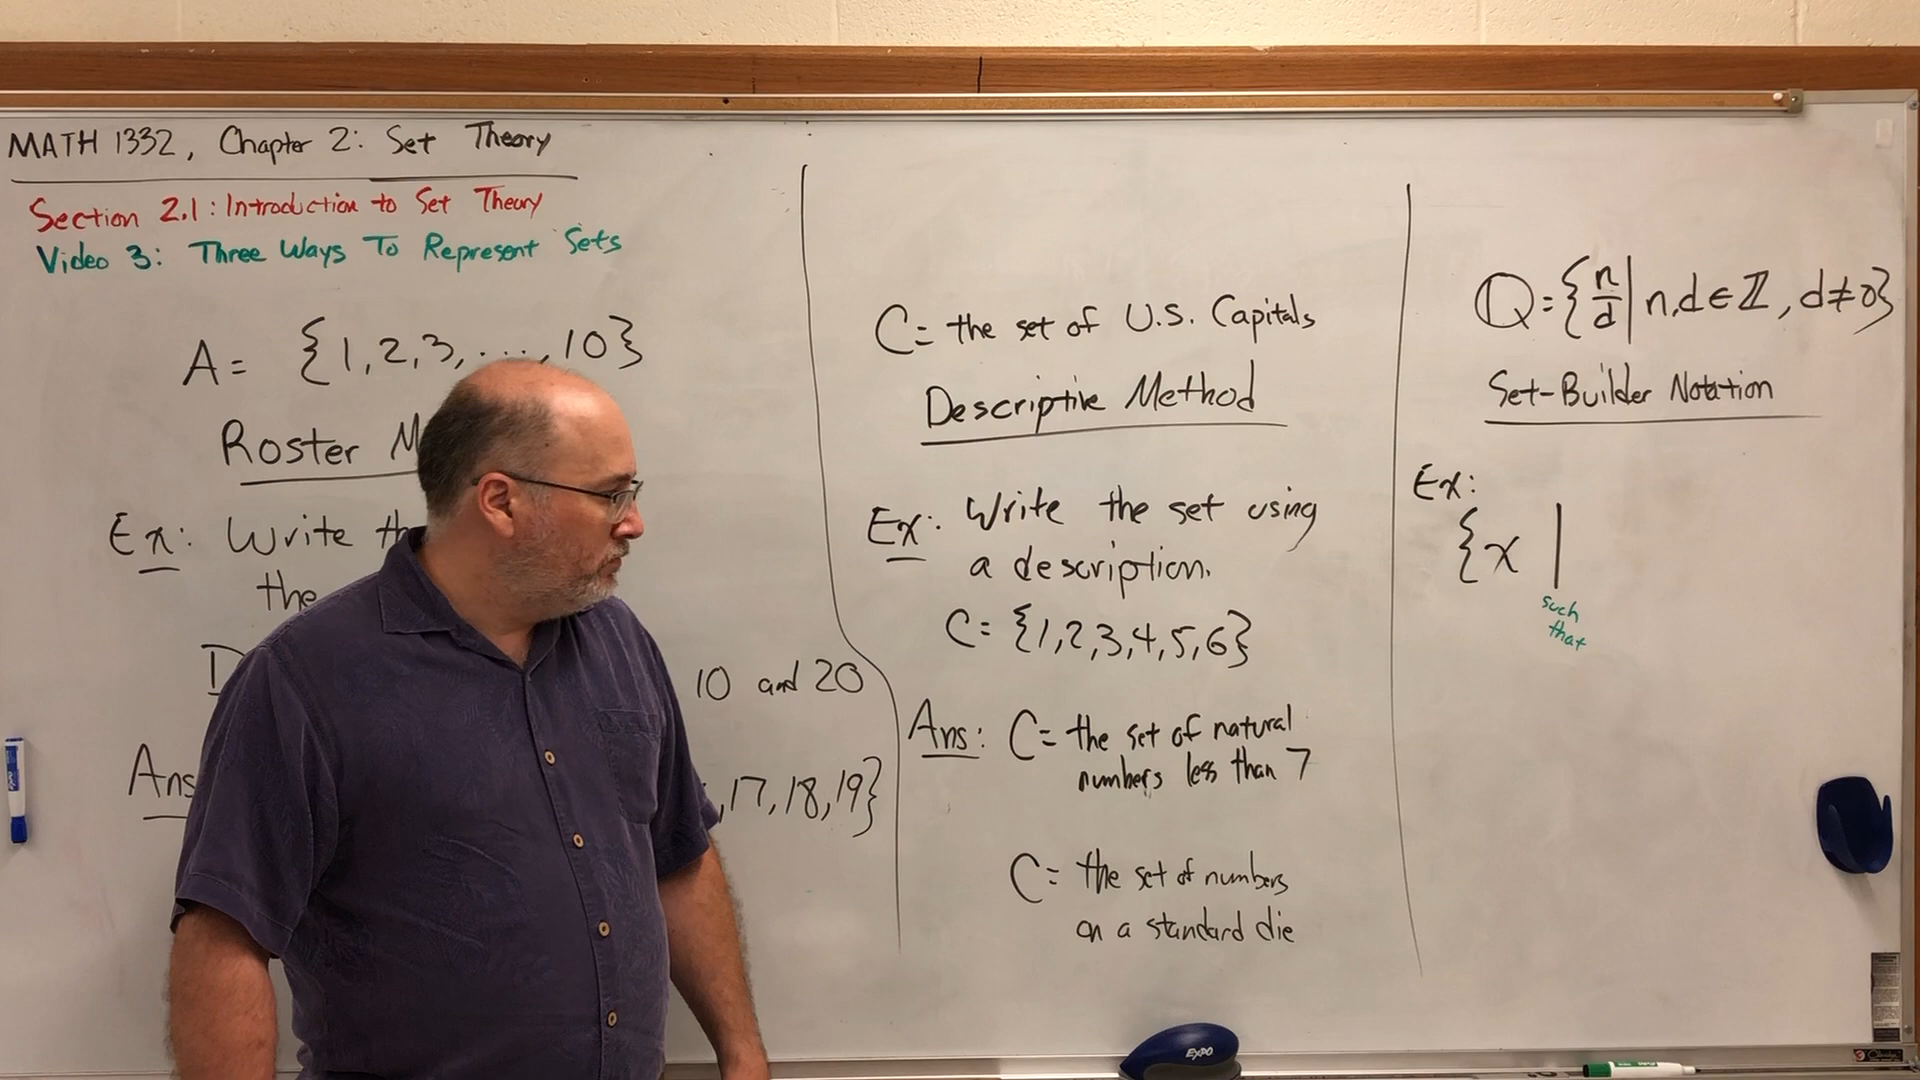 MATH 1332, Chapter 2: Set Theory
Section 2.1: Introduction to Set Theory
Video 3: Three Ways To Represent Sets
A = {1,2,3,....,10}
Roster M
Ex: Write th
the
D 10 and 20
Ans ,17,18,19}
C = the set of U.S. Capitals
Descriptive Method
Ex: Write the set using
a description.
C = {1,2,3,4,5,6}
Ans: C = the set of natural
numbers less than 7
C = the set of numbers
on a standard die
ℚ = {n/d | n,d ∈ ℤ, d ≠ 0}
Set-Builder Notation
Ex:
{x |
such
that
EXPO